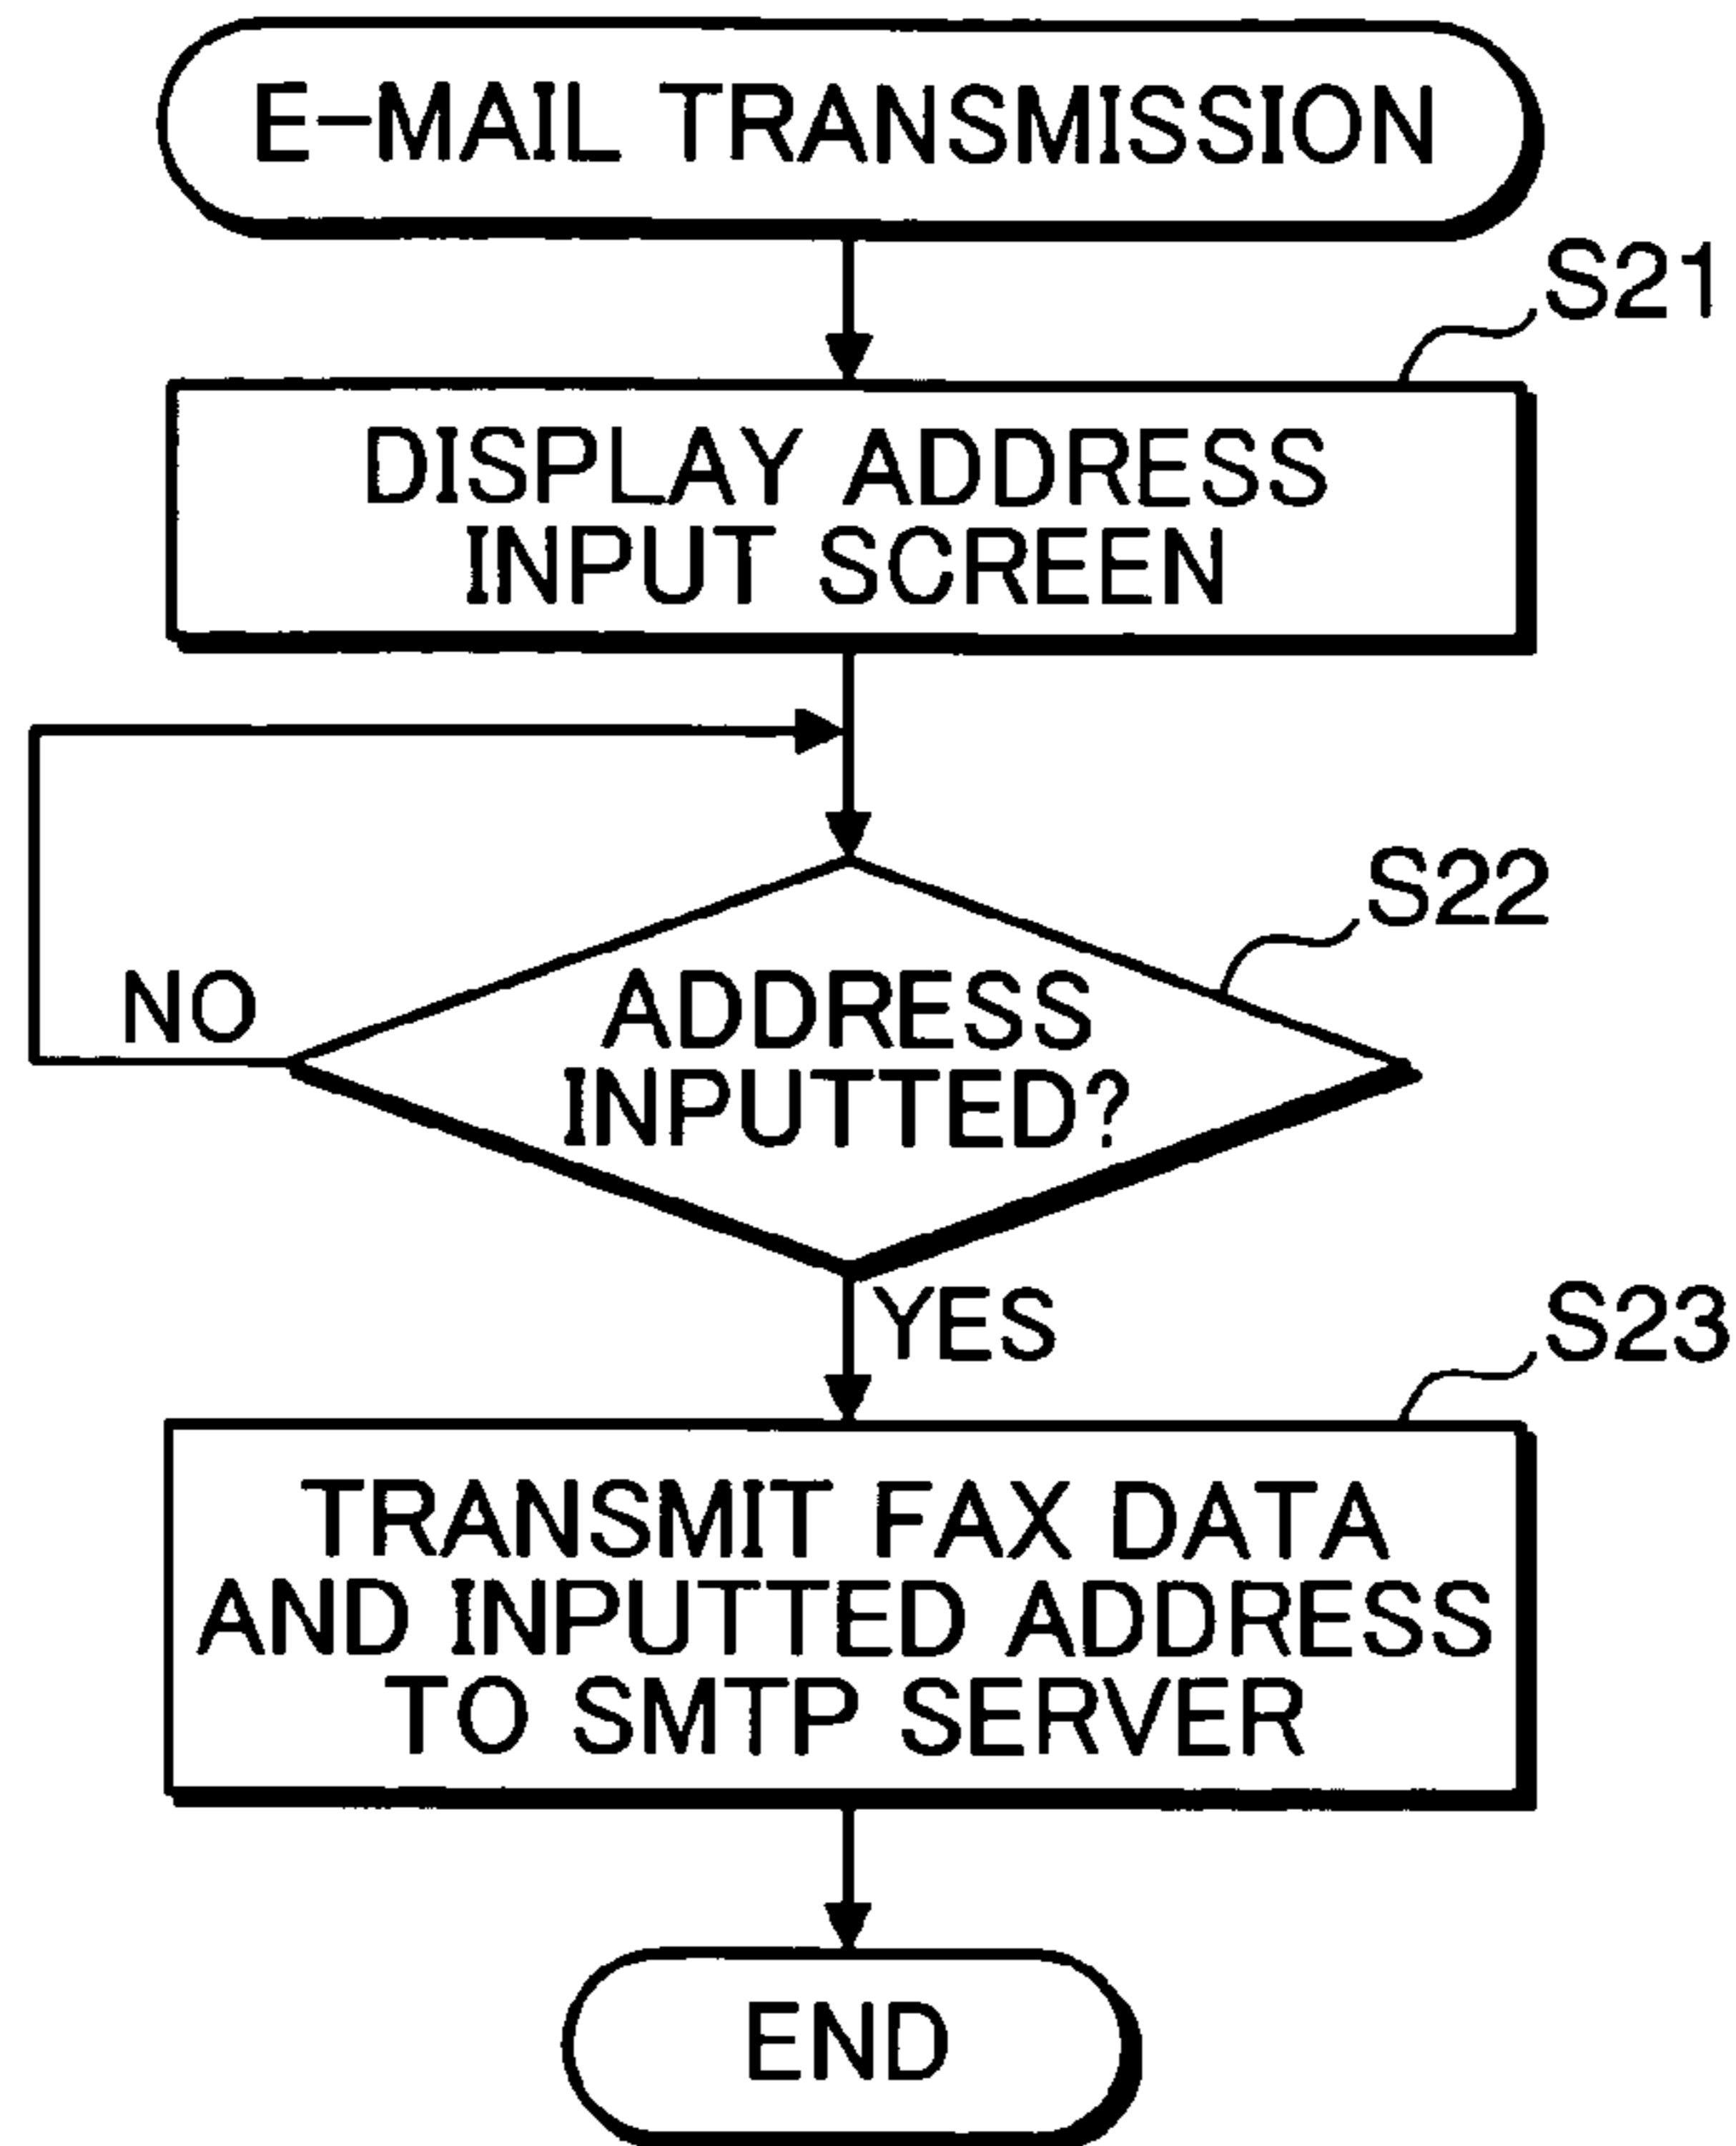 E-MAIL TRANSMISSION
S21
DISPLAY ADDRESS
INPUT SCREEN
S22
NO
ADDRESS
INPUTTED?
YES
S23
TRANSMIT FAX DATA
AND INPUTTED ADDRESS
TO SMTP SERVER
END